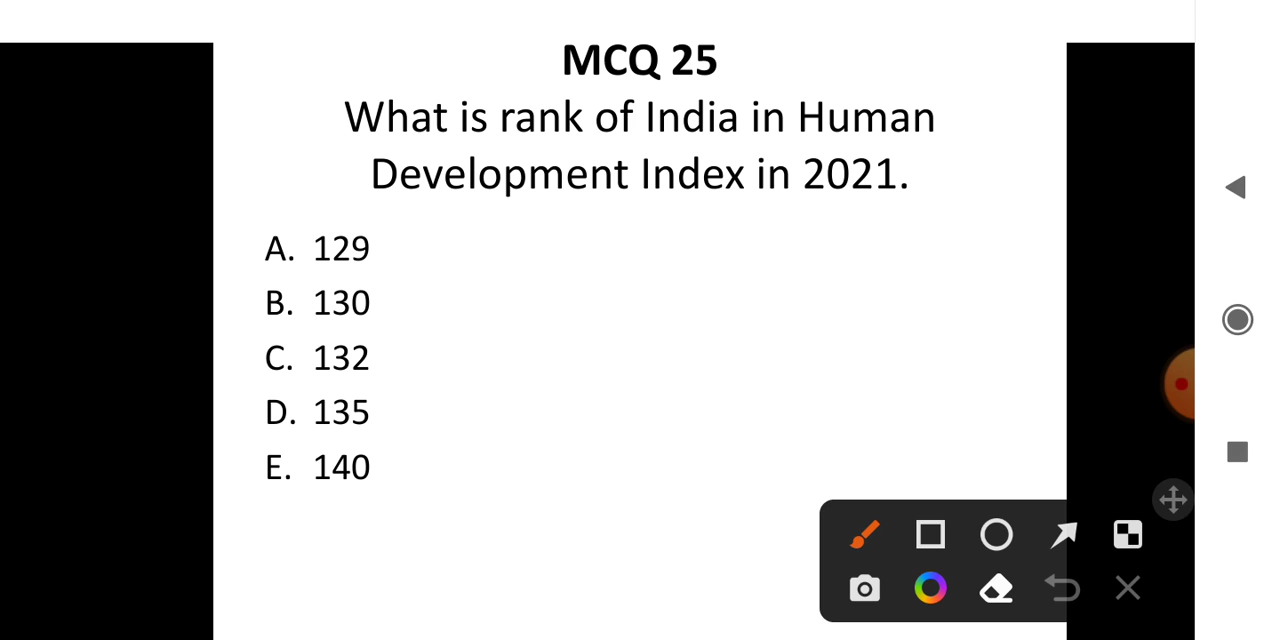 MCQ 25
What is rank of India in Human
Development Index in 2021.
A. 129
B. 130
C. 132
D. 135
E. 140